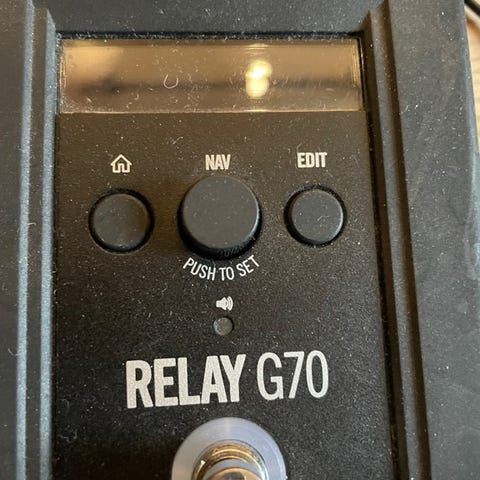 NAV
EDIT
PUSH TO SET
RELAY G70